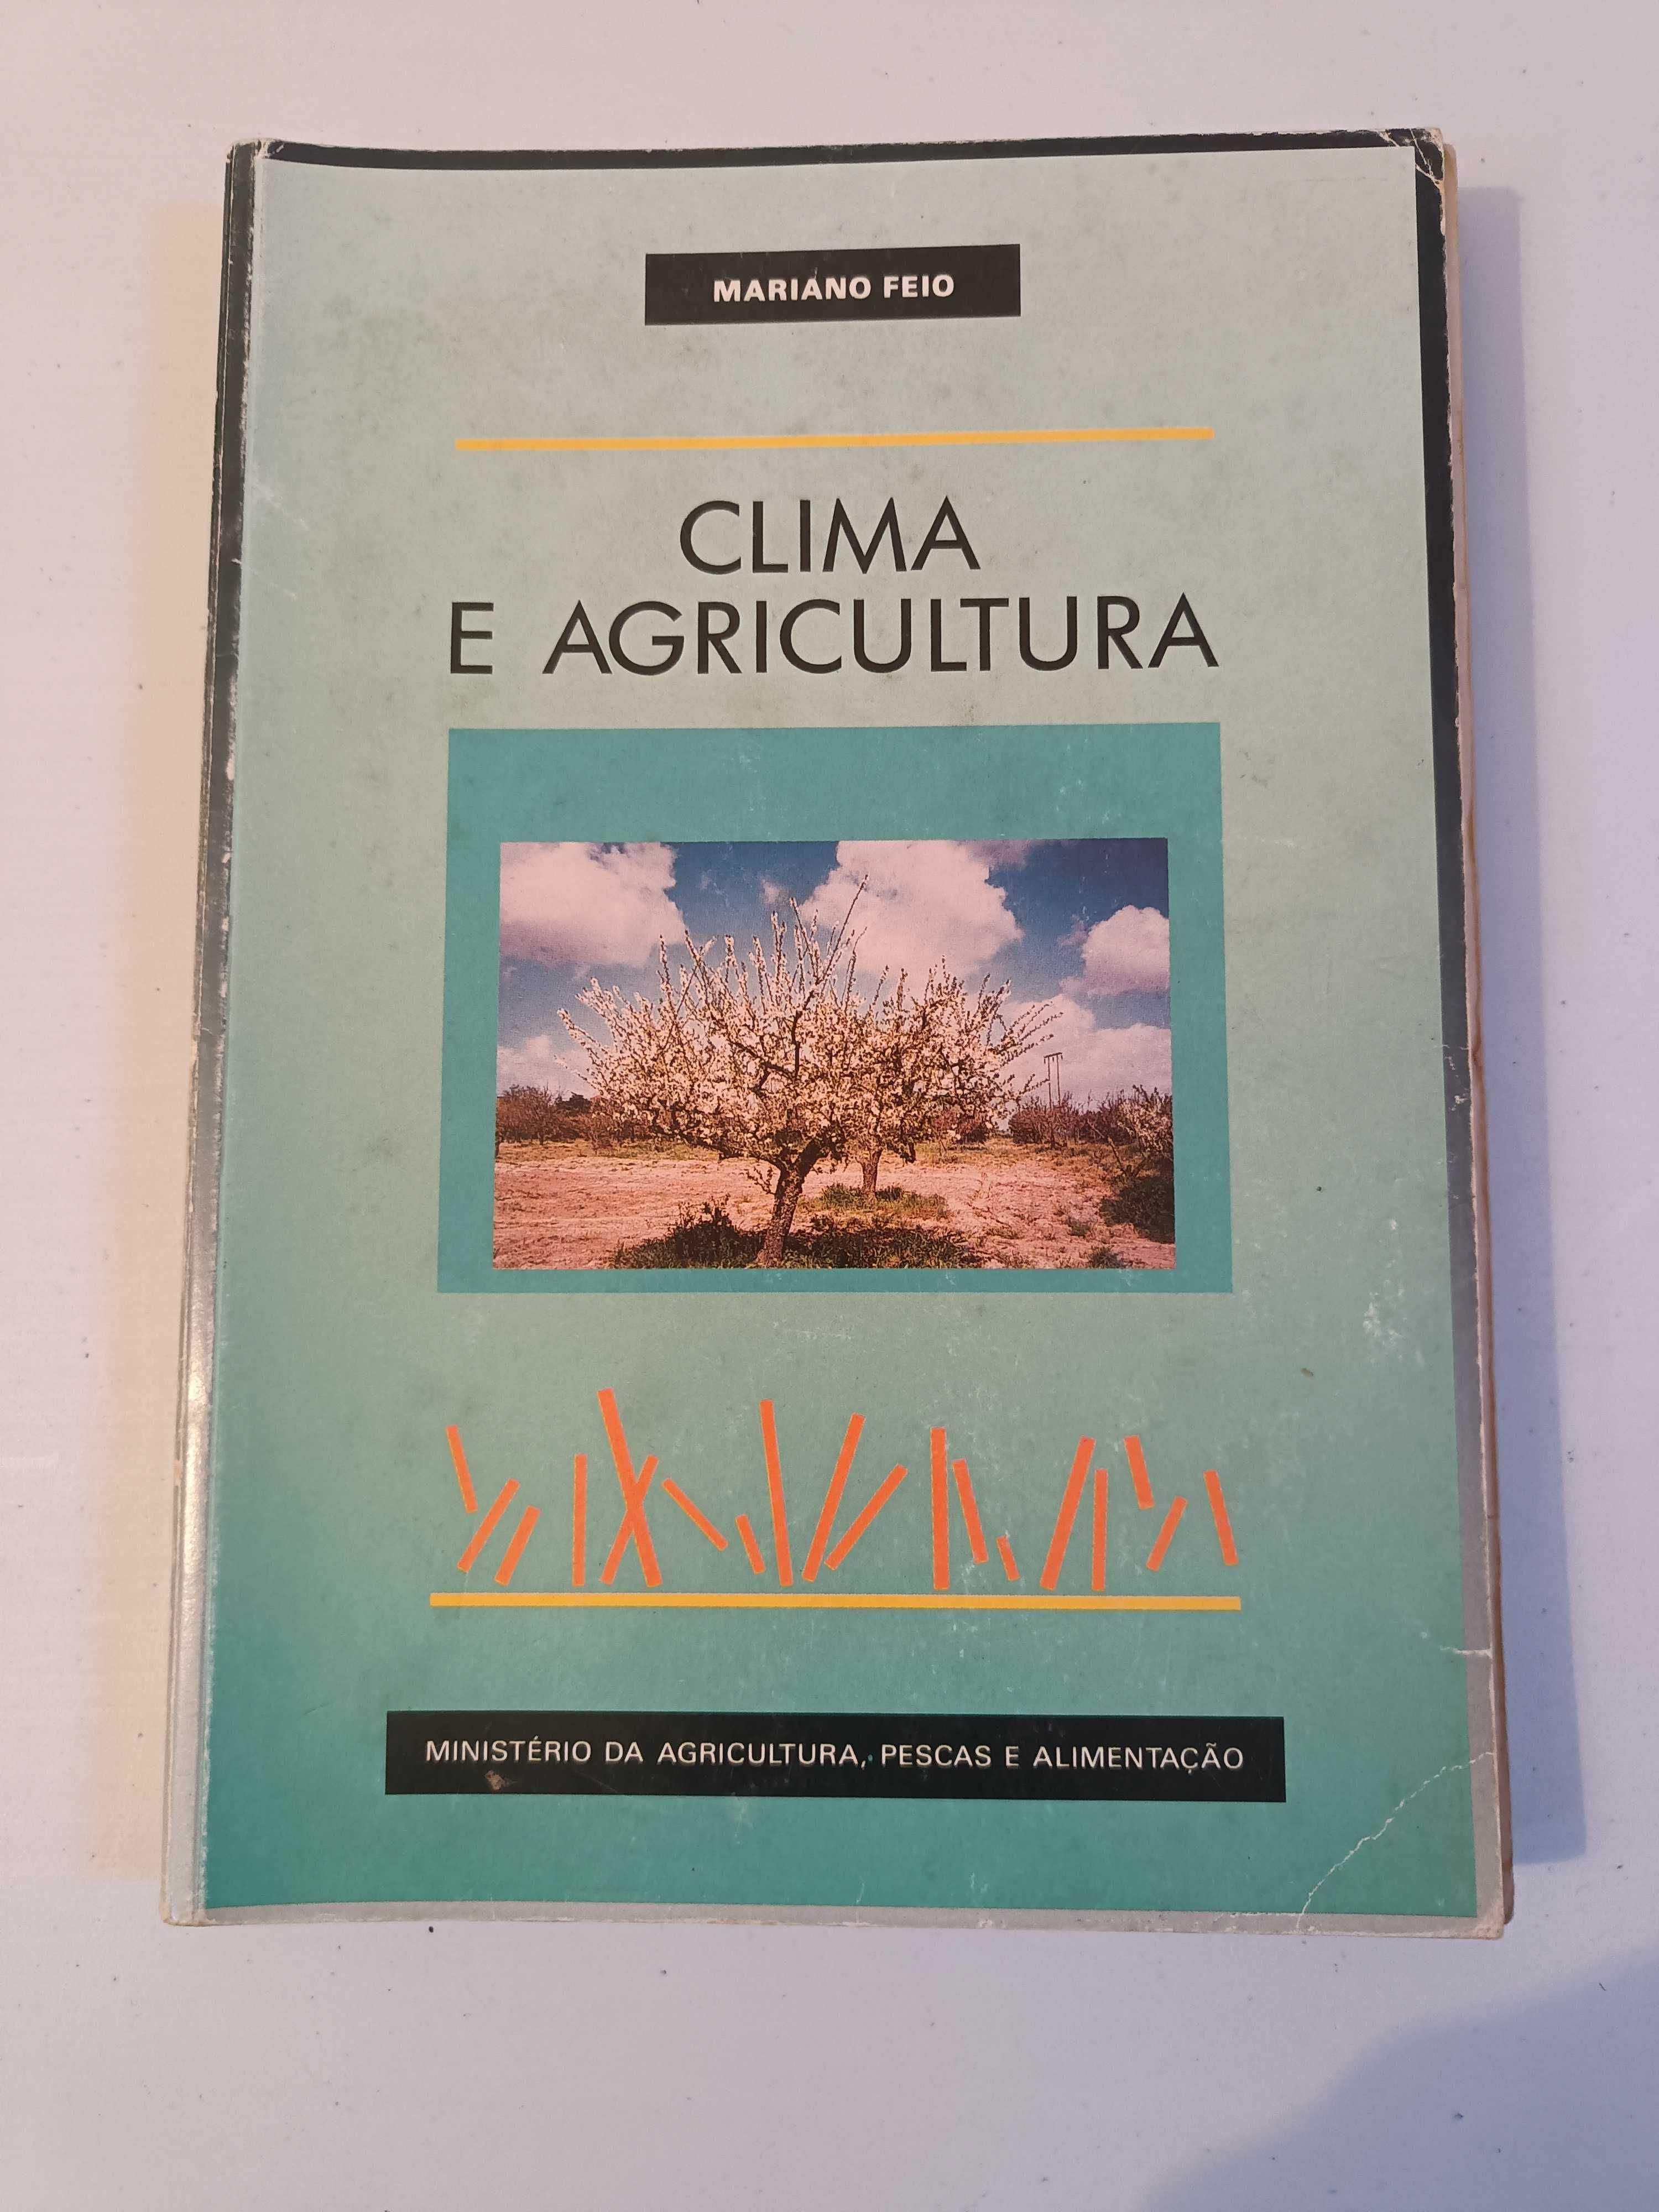 MARIANO FEIO
CLIMA
E AGRICULTURA
MINISTÉRIO DA AGRICULTURA, PESCAS E ALIMENTAÇÃO